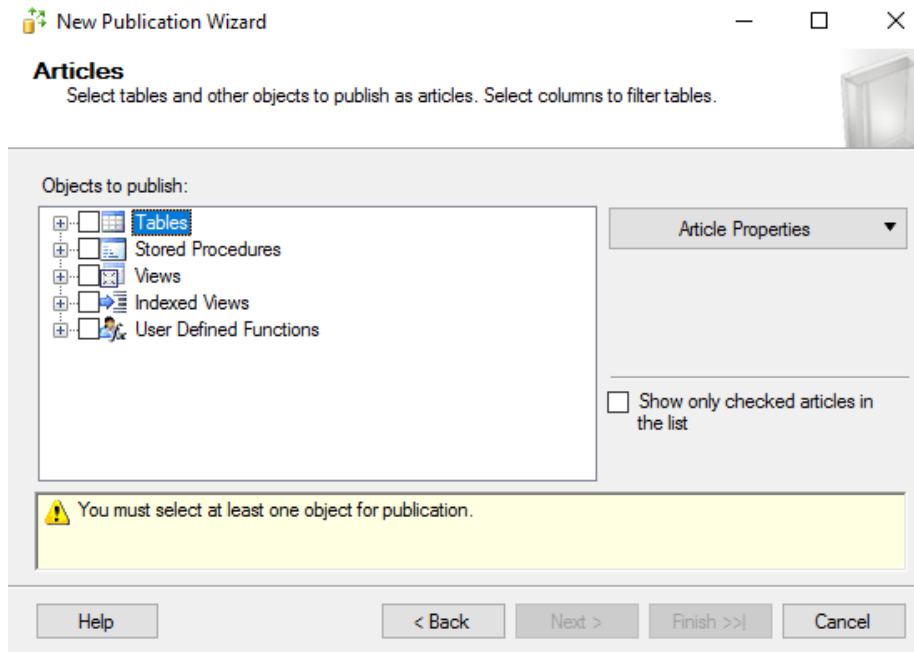 New Publication Wizard
Articles
Select tables and other objects to publish as articles. Select columns to filter tables.
Objects to publish:
Tables
Stored Procedures
Views
Indexed Views
User Defined Functions
Article Properties
Show only checked articles in
the list
You must select at least one object for publication.
Help
< Back
Next >
Finish >>|
Cancel